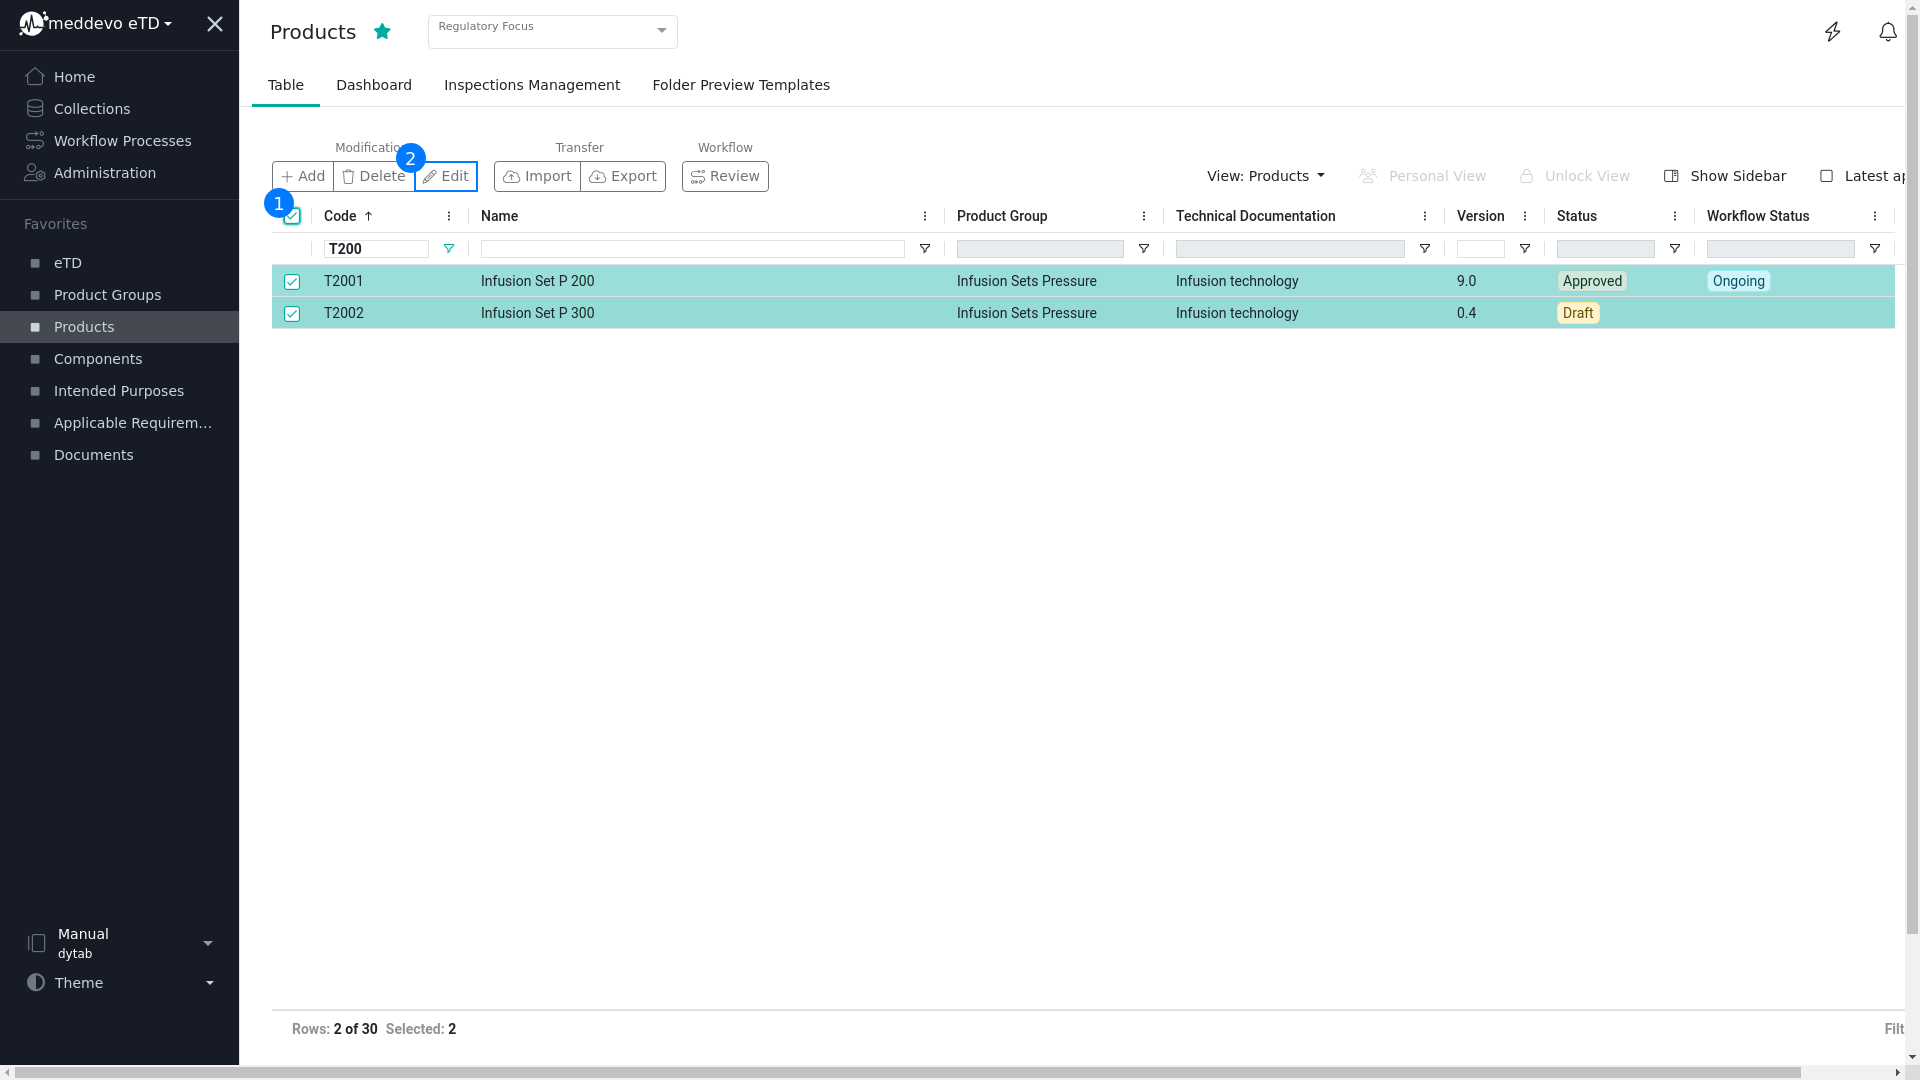 meddevo eTD
Home
Collections
Workflow Processes
Administration
Favorites
eTD
Product Groups
Products
Components
Intended Purposes
Applicable Requirem...
Documents
Manual
dytab
Theme
Products
Regulatory Focus
Table Dashboard Inspections Management Folder Preview Templates
Modificatio Transfer Workflow
2
Add Delete Edit Import Export Review View: Products Personal View Unlock View Show Sidebar Latest ap
1
Code Name Product Group Technical Documentation Version Status Workflow Status
T200
T2001 Infusion Set P 200 Infusion Sets Pressure Infusion technology 9.0 Approved Ongoing
T2002 Infusion Set P 300 Infusion Sets Pressure Infusion technology 0.4 Draft
Rows: 2 of 30 Selected: 2 Filt